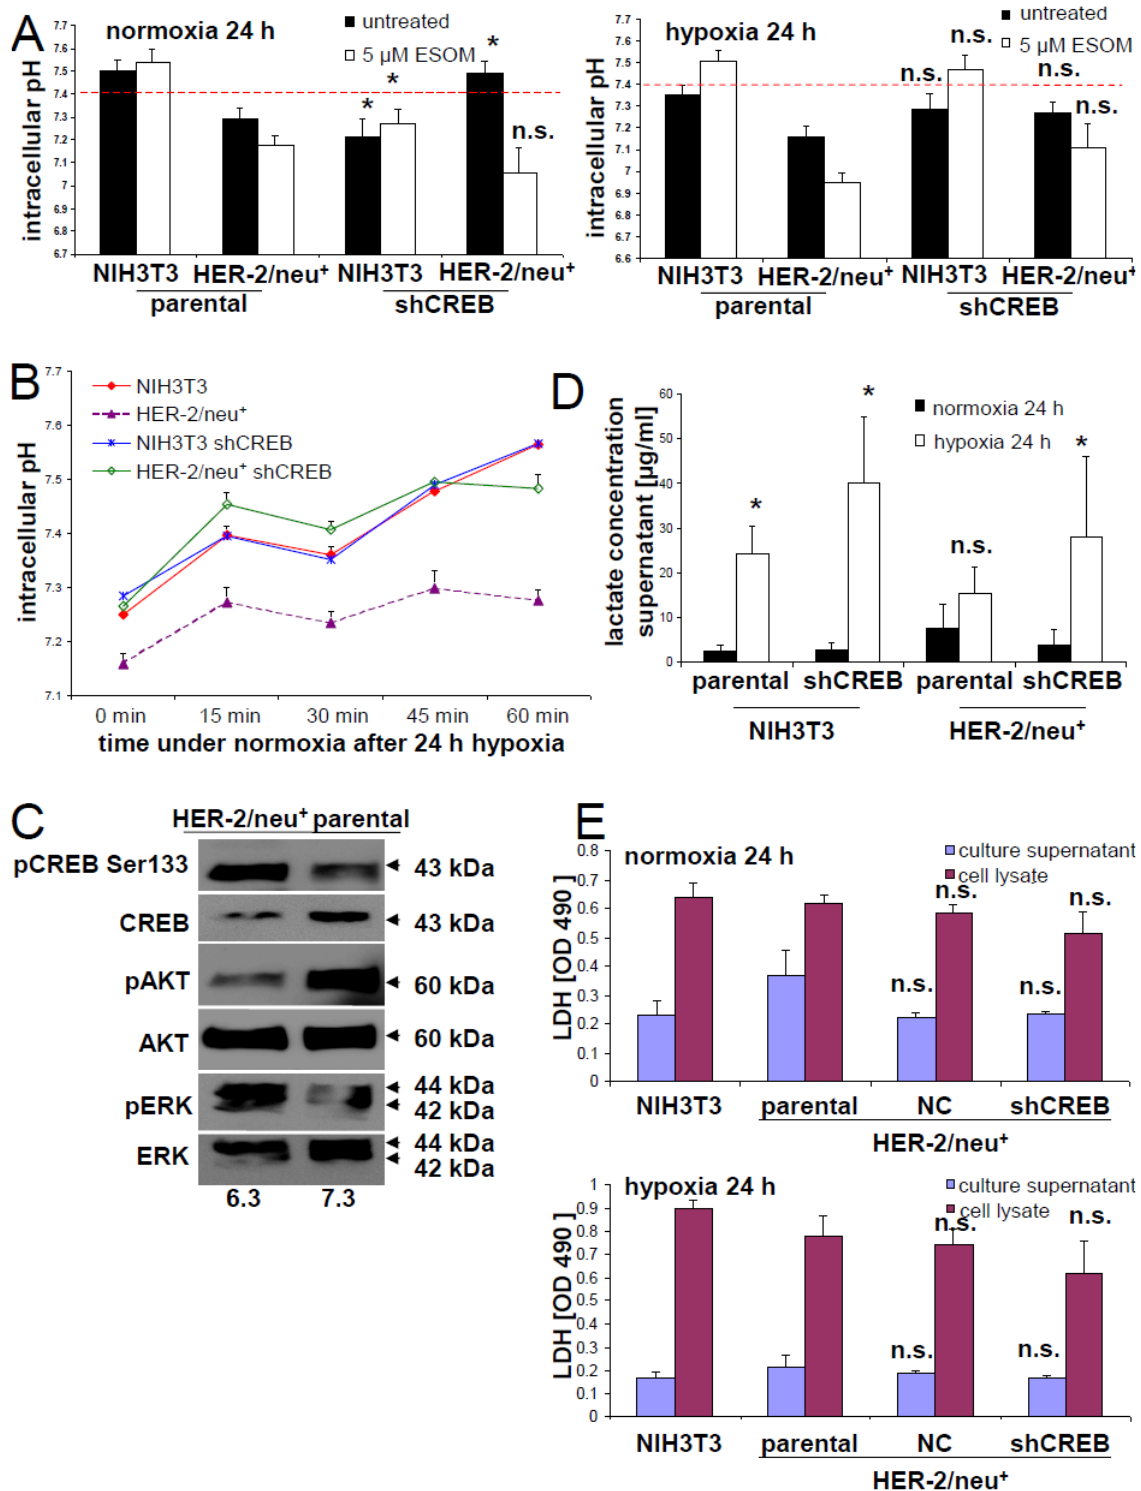 A
normoxia 24 h
untreated
5 µM ESOM
intracellular pH
7.7
7.6
7.5
7.4
7.3
7.2
7.1
7
6.9
6.8
6.7
*
*
*
n.s.
NIH3T3 HER-2/neu+ NIH3T3 HER-2/neu+
parental shCREB
hypoxia 24 h
untreated
5 µM ESOM
intracellular pH
7.7
7.6
7.5
7.4
7.3
7.2
7.1
7
6.9
6.8
6.7
6.6
n.s.
n.s.
n.s.
n.s.
NIH3T3 HER-2/neu+ NIH3T3 HER-2/neu+
parental shCREB
B
NIH3T3
HER-2/neu+
NIH3T3 shCREB
HER-2/neu+ shCREB
intracellular pH
7.7
7.6
7.5
7.4
7.3
7.2
7.1
0 min 15 min 30 min 45 min 60 min
time under normoxia after 24 h hypoxia
D
normoxia 24 h
hypoxia 24 h
lactate concentration
supernatant [µg/ml]
60
50
40
30
20
10
0
*
*
n.s.
*
parental shCREB parental shCREB
NIH3T3 HER-2/neu+
C
HER-2/neu+ parental
pCREB Ser133 43 kDa
CREB 43 kDa
pAKT 60 kDa
AKT 60 kDa
pERK 44 kDa
42 kDa
ERK 44 kDa
42 kDa
6.3 7.3
E
normoxia 24 h
culture supernatant
cell lysate
LDH [OD 490 ]
0.8
0.7
0.6
0.5
0.4
0.3
0.2
0.1
0
n.s.
n.s.
n.s.
n.s.
NIH3T3 parental NC shCREB
HER-2/neu+
hypoxia 24 h
culture supernatant
cell lysate
LDH [OD 490 ]
1
0.9
0.8
0.7
0.6
0.5
0.4
0.3
0.2
0.1
0
n.s.
n.s.
n.s.
n.s.
NIH3T3 parental NC shCREB
HER-2/neu+